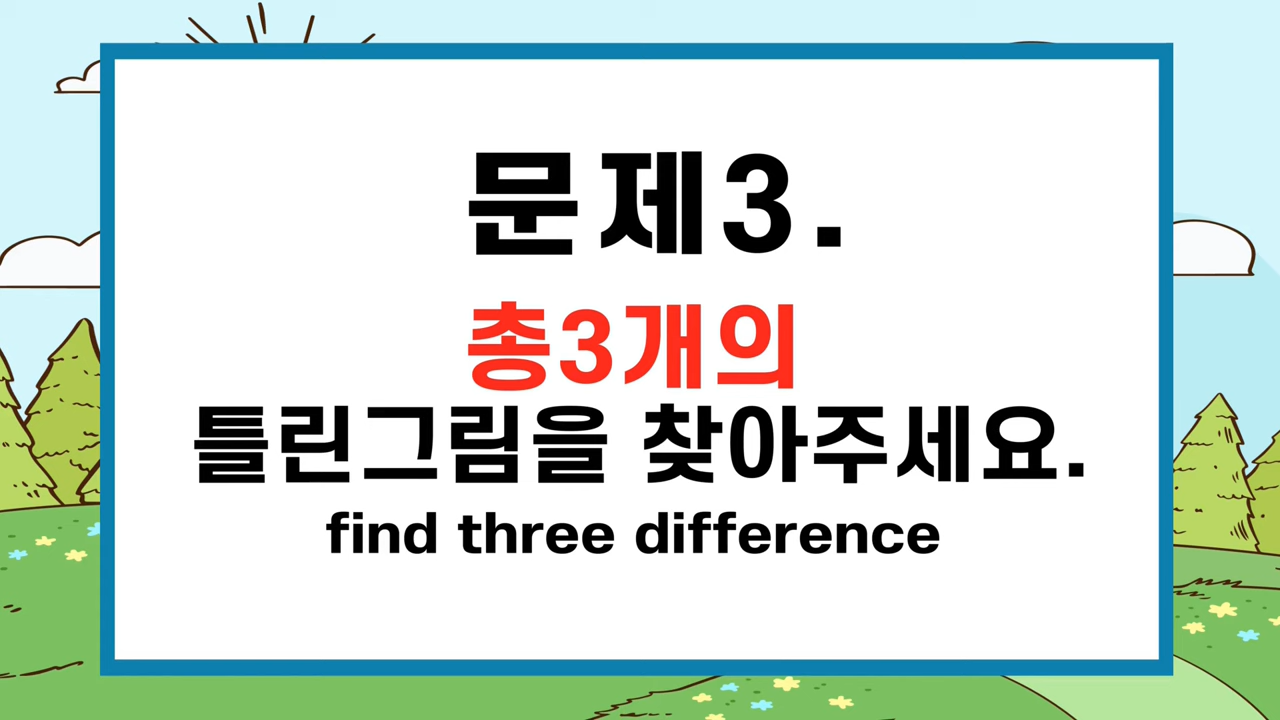 문제3.
총3개의
틀린그림을 찾아주세요.
find three difference